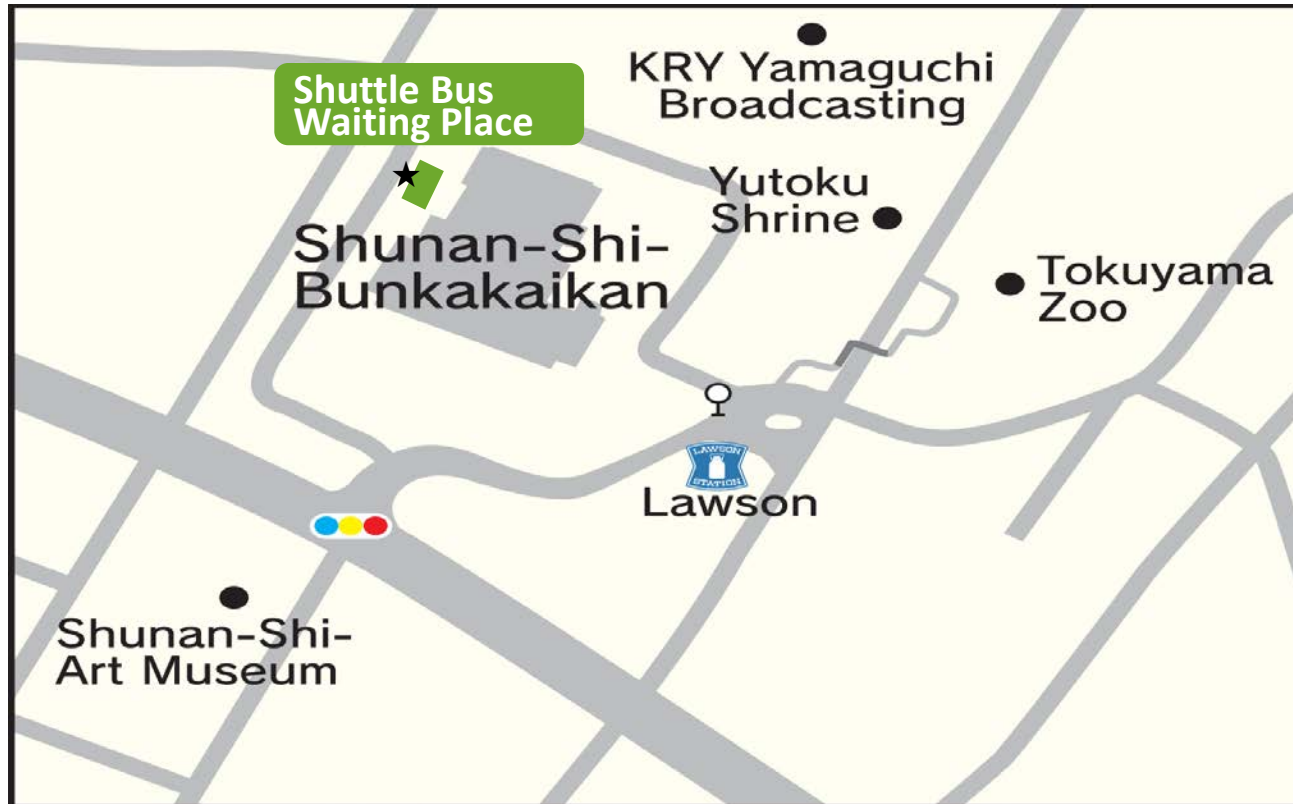 Shuttle Bus
Waiting Place
KRY Yamaguchi
Broadcasting
Yutoku
Shrine
Shunan-Shi-
Bunkakaikan
Tokuyama
Zoo
LAWSON
STATION
Lawson
Shunan-Shi-
Art Museum